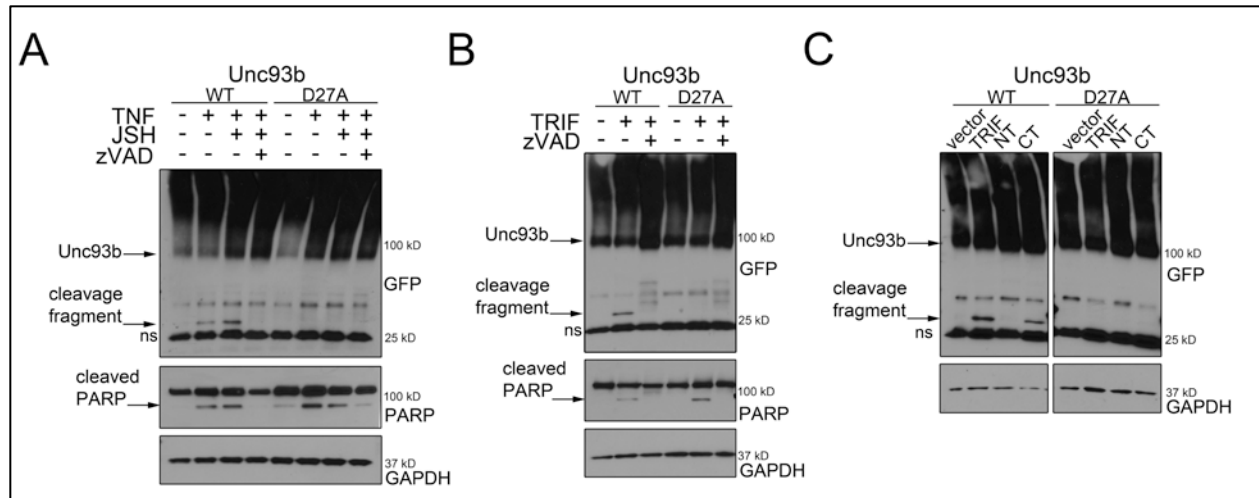 A
Unc93b
WT D27A
TNF - + + + - + + +
JSH - - + + - - + +
zVAD - - - + - - - +
Unc93b
100 kD
GFP
cleavage
fragment
ns
25 kD
cleaved
PARP
100 kD
PARP
37 kD
GAPDH
B
Unc93b
WT D27A
TRIF - + + - + +
zVAD - - + - - +
Unc93b
100 kD
GFP
cleavage
fragment
ns
25 kD
cleaved
PARP
100 kD
PARP
37 kD
GAPDH
C
Unc93b
WT D27A
vector TRIF NT CT vector TRIF NT CT
Unc93b
100 kD
GFP
cleavage
fragment
ns
25 kD
37 kD
GAPDH